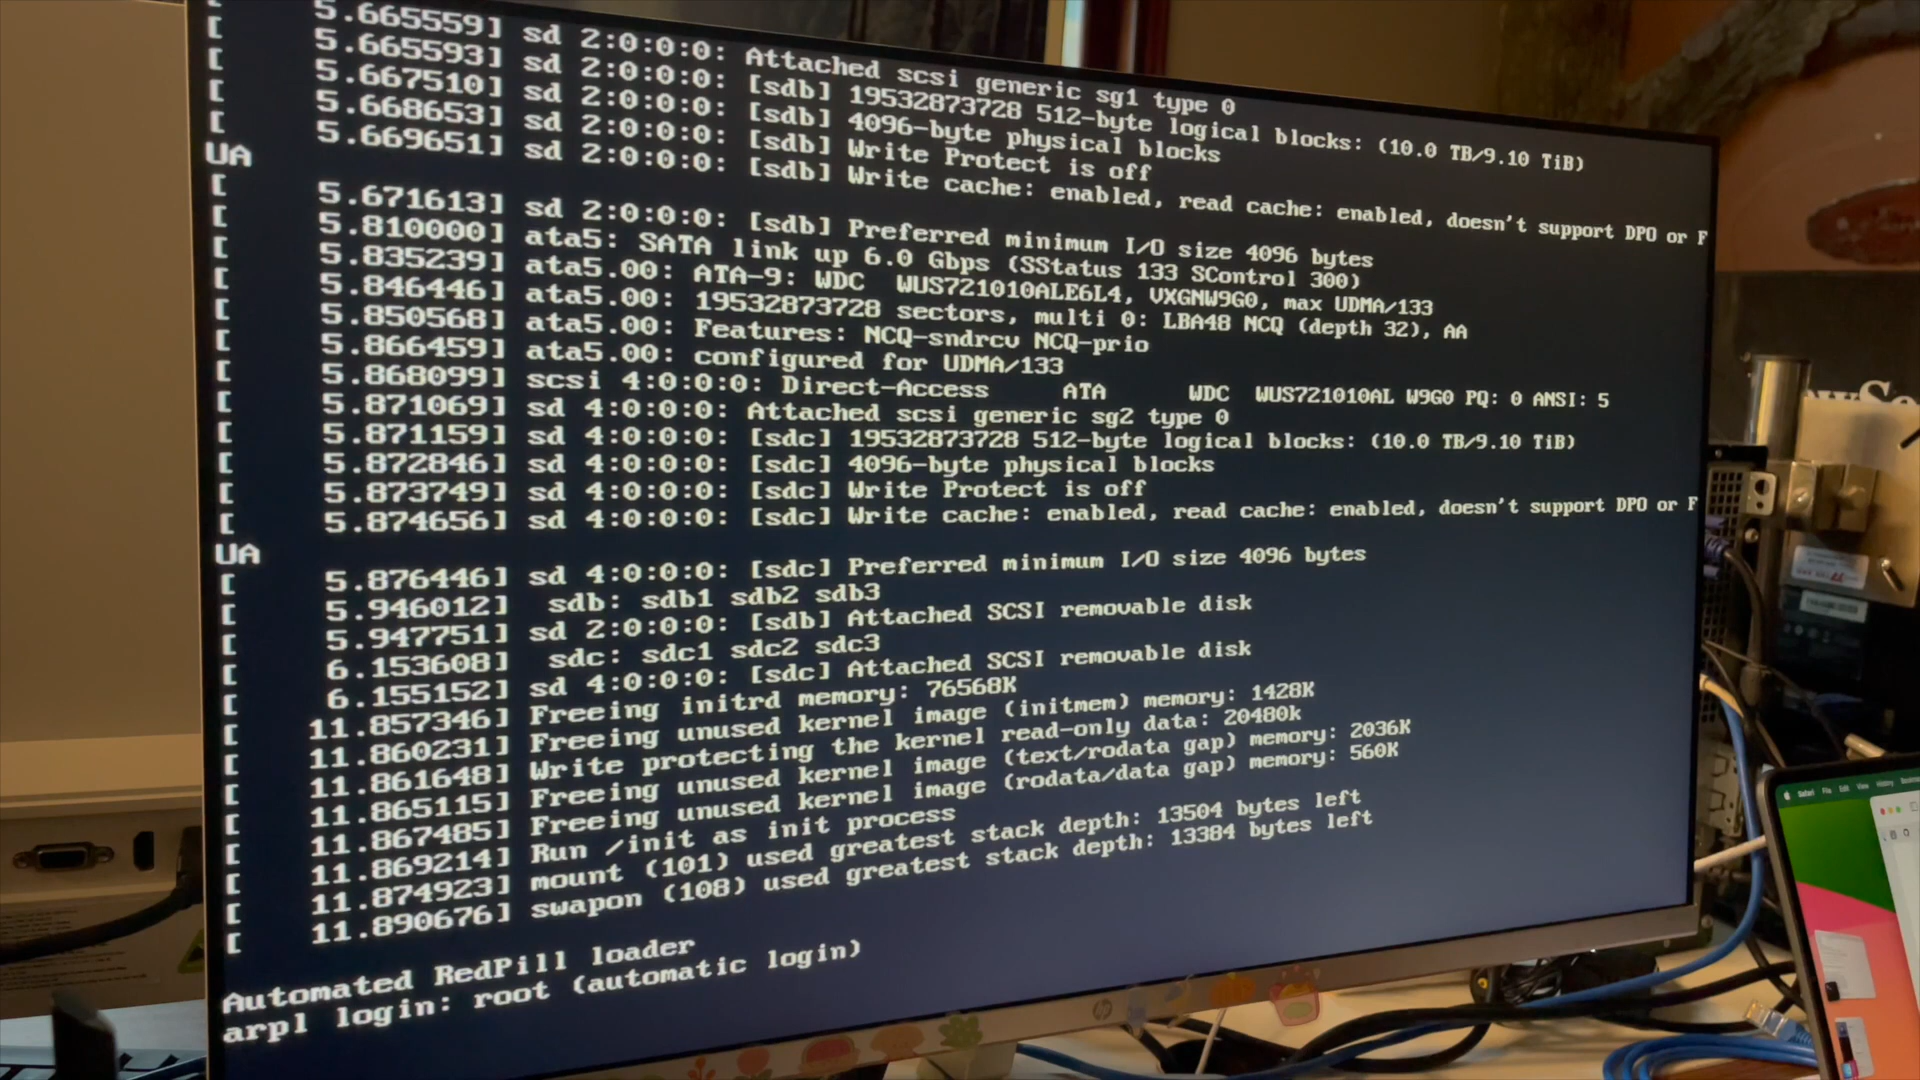 [    5.665559] sd 2:0:0:0: Attached scsi generic sg1 type 0
[    5.665593] sd 2:0:0:0: [sdb] 19532873728 512-byte logical blocks: (10.0 TB/9.10 TiB)
[    5.667510] sd 2:0:0:0: [sdb] 4096-byte physical blocks
[    5.668653] sd 2:0:0:0: [sdb] Write Protect is off
[    5.669651] sd 2:0:0:0: [sdb] Write cache: enabled, read cache: enabled, doesn't support DPO or F
UA
[    5.671613] sd 2:0:0:0: [sdb] Preferred minimum I/O size 4096 bytes
[    5.810000] ata5: SATA link up 6.0 Gbps (SStatus 133 SControl 300)
[    5.835239] ata5.00: ATA-9: WDC  WUS721010ALE6L4, VXGNW9G0, max UDMA/133
[    5.846446] ata5.00: 19532873728 sectors, multi 0: LBA48 NCQ (depth 32), AA
[    5.850568] ata5.00: Features: NCQ-sndrcv NCQ-prio
[    5.866459] ata5.00: configured for UDMA/133
[    5.868099] scsi 4:0:0:0: Direct-Access     ATA      WDC  WUS721010AL W9G0 PQ: 0 ANSI: 5
[    5.871069] sd 4:0:0:0: Attached scsi generic sg2 type 0
[    5.871159] sd 4:0:0:0: [sdc] 19532873728 512-byte logical blocks: (10.0 TB/9.10 TiB)
[    5.872846] sd 4:0:0:0: [sdc] 4096-byte physical blocks
[    5.873749] sd 4:0:0:0: [sdc] Write Protect is off
[    5.874656] sd 4:0:0:0: [sdc] Write cache: enabled, read cache: enabled, doesn't support DPO or F
UA
[    5.876446] sd 4:0:0:0: [sdc] Preferred minimum I/O size 4096 bytes
[    5.946012]  sdb: sdb1 sdb2 sdb3
[    5.947751] sd 2:0:0:0: [sdb] Attached SCSI removable disk
[    6.153608]  sdc: sdc1 sdc2 sdc3
[    6.155152] sd 4:0:0:0: [sdc] Attached SCSI removable disk
[   11.857346] Freeing initrd memory: 76568K
[   11.860231] Freeing unused kernel image (initmem) memory: 1428K
[   11.861648] Write protecting the kernel read-only data: 20480k
[   11.865115] Freeing unused kernel image (text/rodata gap) memory: 2036K
[   11.867485] Freeing unused kernel image (rodata/data gap) memory: 560K
[   11.869214] Run /init as init process
[   11.874923] mount (101) used greatest stack depth: 13504 bytes left
[   11.890676] swapon (108) used greatest stack depth: 13384 bytes left
Automated RedPill loader
arpl login: root (automatic login)
hp
Safari File Edit View History